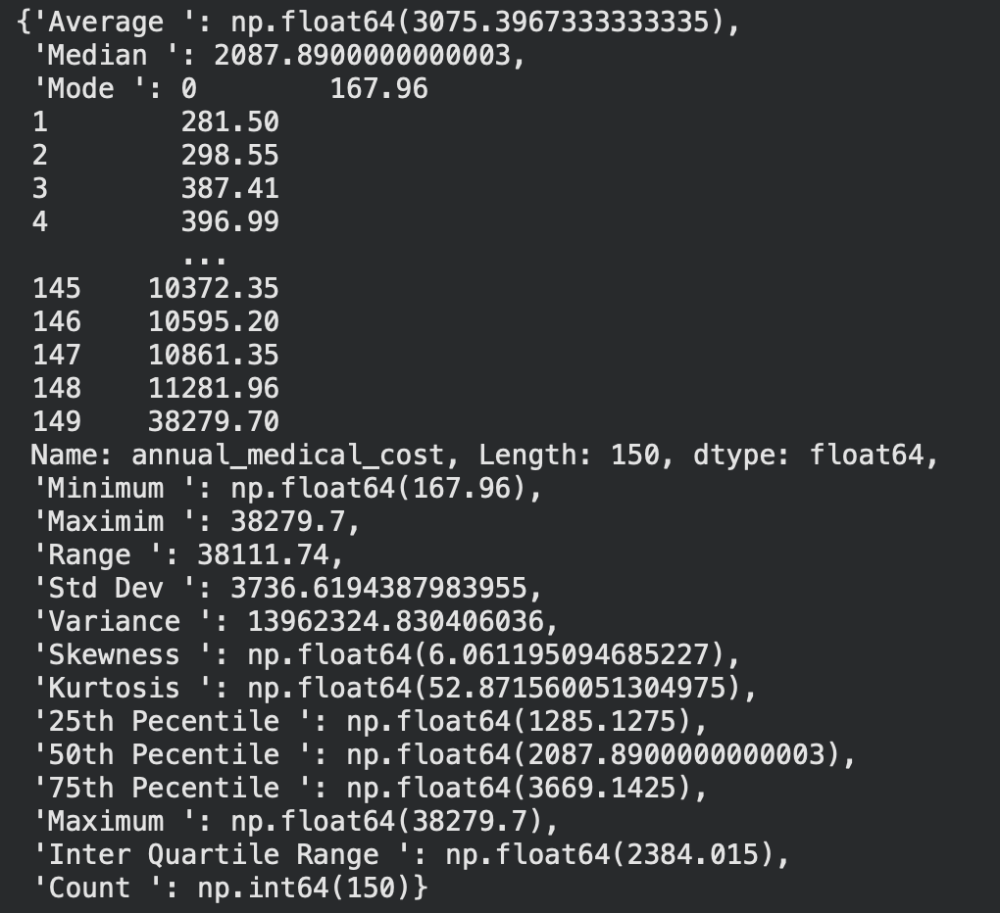 {'Average ': np.float64(3075.3967333333335),
 'Median ': 2087.8900000000003,
 'Mode ': 0        167.96
 1        281.50
 2        298.55
 3        387.41
 4        396.99
          ...
 145    10372.35
 146    10595.20
 147    10861.35
 148    11281.96
 149    38279.70
 Name: annual_medical_cost, Length: 150, dtype: float64,
 'Minimum ': np.float64(167.96),
 'Maximim ': 38279.7,
 'Range ': 38111.74,
 'Std Dev ': 3736.6194387983955,
 'Variance ': 13962324.830406036,
 'Skewness ': np.float64(6.061195094685227),
 'Kurtosis ': np.float64(52.871560051304975),
 '25th Pecentile ': np.float64(1285.1275),
 '50th Pecentile ': np.float64(2087.8900000000003),
 '75th Pecentile ': np.float64(3669.1425),
 'Maximum ': np.float64(38279.7),
 'Inter Quartile Range ': np.float64(2384.015),
 'Count ': np.int64(150)}